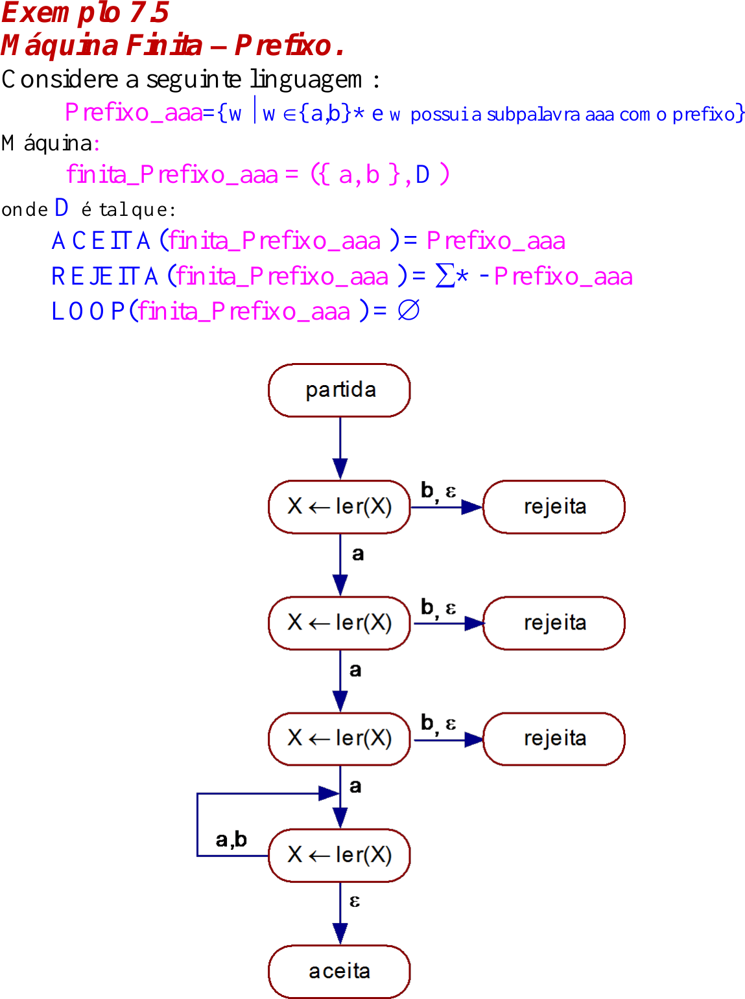 Exemplo 7.5
Máquina Finita – Prefixo.
Considere a seguinte linguagem:
Prefixo_aaa={w | w ∈{a,b}* e w possui a subpalavra aaa como prefixo}
Máquina:
finita_Prefixo_aaa = ({ a, b }, D )
onde D é tal que:
ACEITA(finita_Prefixo_aaa ) = Prefixo_aaa
REJEITA(finita_Prefixo_aaa ) = ∑* - Prefixo_aaa
LOOP(finita_Prefixo_aaa ) = ∅
partida
X ← ler(X) b, ε rejeita
a
X ← ler(X) b, ε rejeita
a
X ← ler(X) b, ε rejeita
a
a,b
X ← ler(X)
ε
aceita